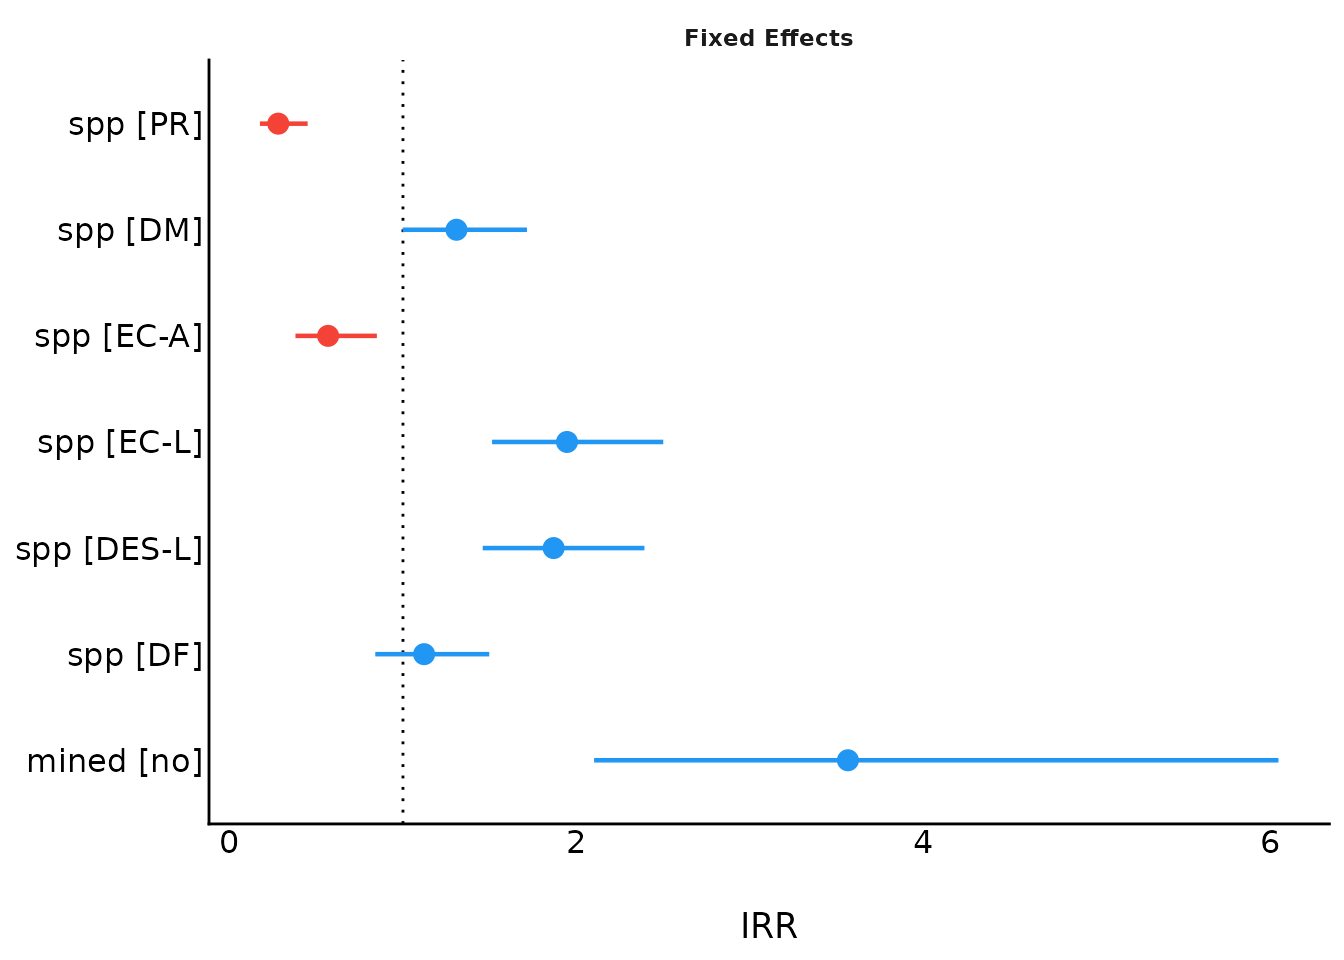 Fixed Effects
spp [PR]
spp [DM]
spp [EC-A]
spp [EC-L]
spp [DES-L]
spp [DF]
mined [no]
0 2 4 6
IRR